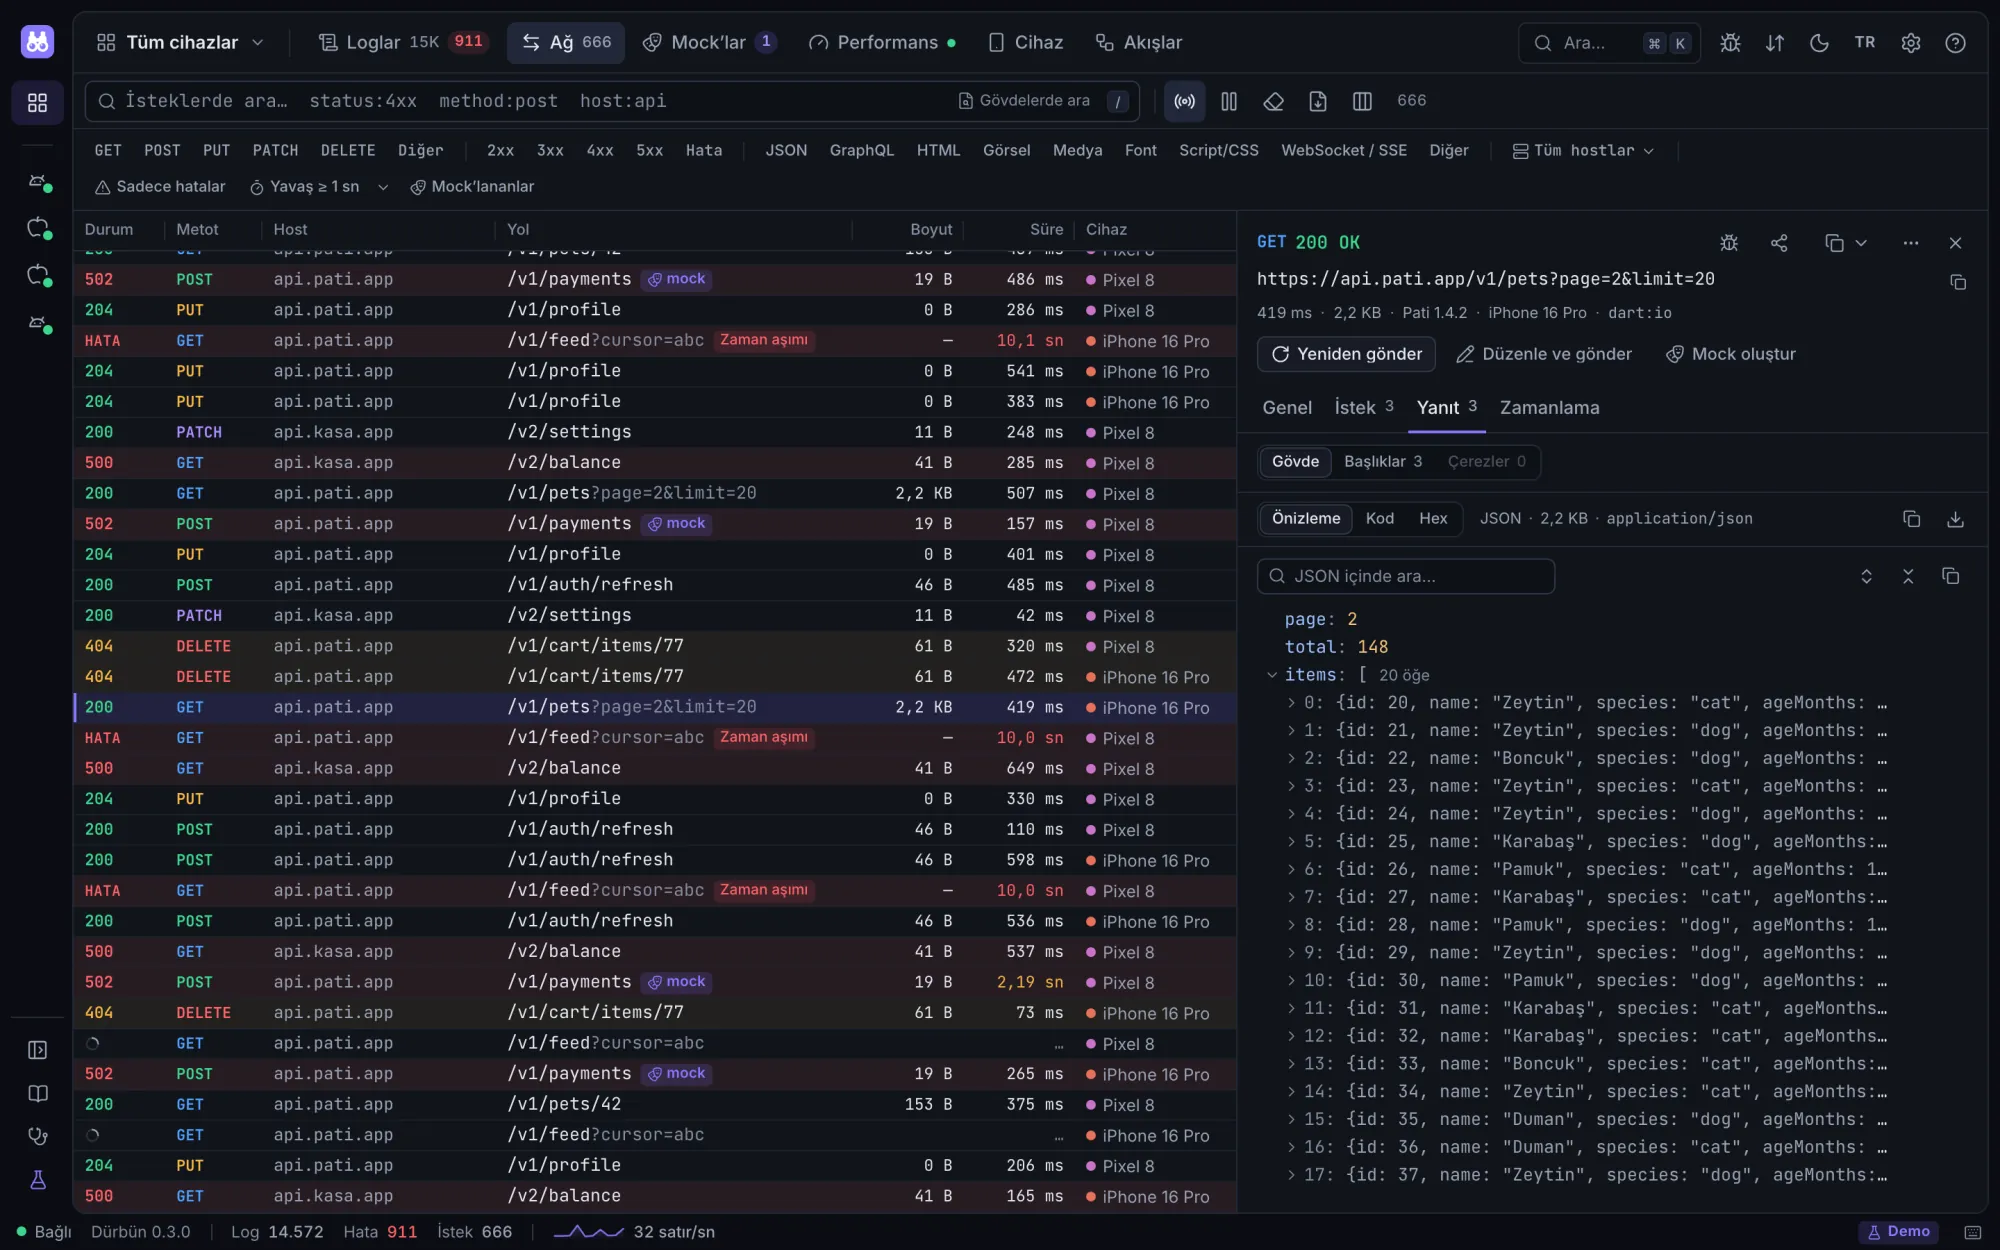 Tüm cihazlar Loglar 15K 911 Ağ 666 Mock'lar 1 Performans Cihaz Akışlar Ara... ⌘ K TR
İsteklerde ara… status:4xx method:post host:api Gövdelerde ara / 666
GET POST PUT PATCH DELETE Diğer 2xx 3xx 4xx 5xx Hata JSON GraphQL HTML Görsel Medya Font Script/CSS WebSocket / SSE Diğer Tüm hostlar
Sadece hatalar Yavaş ≥ 1 sn Mock'lananlar
Durum Metot Host Yol Boyut Süre Cihaz
502 POST api.pati.app /v1/payments mock 19 B 486 ms Pixel 8
204 PUT api.pati.app /v1/profile 0 B 286 ms Pixel 8
HATA GET api.pati.app /v1/feed?cursor=abc Zaman aşımı — 10,1 sn iPhone 16 Pro
204 PUT api.pati.app /v1/profile 0 B 541 ms iPhone 16 Pro
204 PUT api.pati.app /v1/profile 0 B 383 ms iPhone 16 Pro
200 PATCH api.kasa.app /v2/settings 11 B 248 ms Pixel 8
500 GET api.kasa.app /v2/balance 41 B 285 ms Pixel 8
200 GET api.pati.app /v1/pets?page=2&limit=20 2,2 KB 507 ms Pixel 8
502 POST api.pati.app /v1/payments mock 19 B 157 ms Pixel 8
204 PUT api.pati.app /v1/profile 0 B 401 ms Pixel 8
200 POST api.pati.app /v1/auth/refresh 46 B 485 ms Pixel 8
200 PATCH api.kasa.app /v2/settings 11 B 42 ms Pixel 8
404 DELETE api.pati.app /v1/cart/items/77 61 B 320 ms Pixel 8
404 DELETE api.pati.app /v1/cart/items/77 61 B 472 ms iPhone 16 Pro
200 GET api.pati.app /v1/pets?page=2&limit=20 2,2 KB 419 ms iPhone 16 Pro
HATA GET api.pati.app /v1/feed?cursor=abc Zaman aşımı — 10,0 sn Pixel 8
500 GET api.kasa.app /v2/balance 41 B 649 ms Pixel 8
204 PUT api.pati.app /v1/profile 0 B 330 ms Pixel 8
200 POST api.pati.app /v1/auth/refresh 46 B 110 ms Pixel 8
200 POST api.pati.app /v1/auth/refresh 46 B 598 ms iPhone 16 Pro
HATA GET api.pati.app /v1/feed?cursor=abc Zaman aşımı — 10,0 sn Pixel 8
200 POST api.pati.app /v1/auth/refresh 46 B 536 ms iPhone 16 Pro
500 GET api.kasa.app /v2/balance 41 B 537 ms Pixel 8
502 POST api.pati.app /v1/payments mock 19 B 2,19 sn Pixel 8
404 DELETE api.pati.app /v1/cart/items/77 61 B 73 ms iPhone 16 Pro
GET api.pati.app /v1/feed?cursor=abc … Pixel 8
502 POST api.pati.app /v1/payments mock 19 B 265 ms iPhone 16 Pro
200 GET api.pati.app /v1/pets/42 153 B 375 ms Pixel 8
GET api.pati.app /v1/feed?cursor=abc … iPhone 16 Pro
204 PUT api.pati.app /v1/profile 0 B 206 ms Pixel 8
500 GET api.kasa.app /v2/balance 41 B 165 ms iPhone 16 Pro
GET 200 OK
https://api.pati.app/v1/pets?page=2&limit=20
419 ms · 2,2 KB · Pati 1.4.2 · iPhone 16 Pro · dart:io
Yeniden gönder Düzenle ve gönder Mock oluştur
Genel İstek 3 Yanıt 3 Zamanlama
Gövde Başlıklar 3 Çerezler 0
Önizleme Kod Hex JSON · 2,2 KB · application/json
JSON içinde ara...
page: 2
total: 148
items: [ 20 öğe
0: {id: 20, name: "Zeytin", species: "cat", ageMonths: …
1: {id: 21, name: "Zeytin", species: "dog", ageMonths: …
2: {id: 22, name: "Boncuk", species: "dog", ageMonths: …
3: {id: 23, name: "Zeytin", species: "cat", ageMonths: …
4: {id: 24, name: "Zeytin", species: "dog", ageMonths: …
5: {id: 25, name: "Karabaş", species: "dog", ageMonths:…
6: {id: 26, name: "Pamuk", species: "cat", ageMonths: 1…
7: {id: 27, name: "Karabaş", species: "cat", ageMonths:…
8: {id: 28, name: "Pamuk", species: "dog", ageMonths: 1…
9: {id: 29, name: "Zeytin", species: "dog", ageMonths: …
10: {id: 30, name: "Pamuk", species: "dog", ageMonths: …
11: {id: 31, name: "Karabaş", species: "cat", ageMonths…
12: {id: 32, name: "Karabaş", species: "cat", ageMonths…
13: {id: 33, name: "Boncuk", species: "cat", ageMonths:…
14: {id: 34, name: "Zeytin", species: "cat", ageMonths:…
15: {id: 35, name: "Duman", species: "dog", ageMonths: …
16: {id: 36, name: "Duman", species: "cat", ageMonths: …
17: {id: 37, name: "Zeytin", species: "dog", ageMonths:…
Bağlı Dürbün 0.3.0 Log 14.572 Hata 911 İstek 666 32 satır/sn Demo